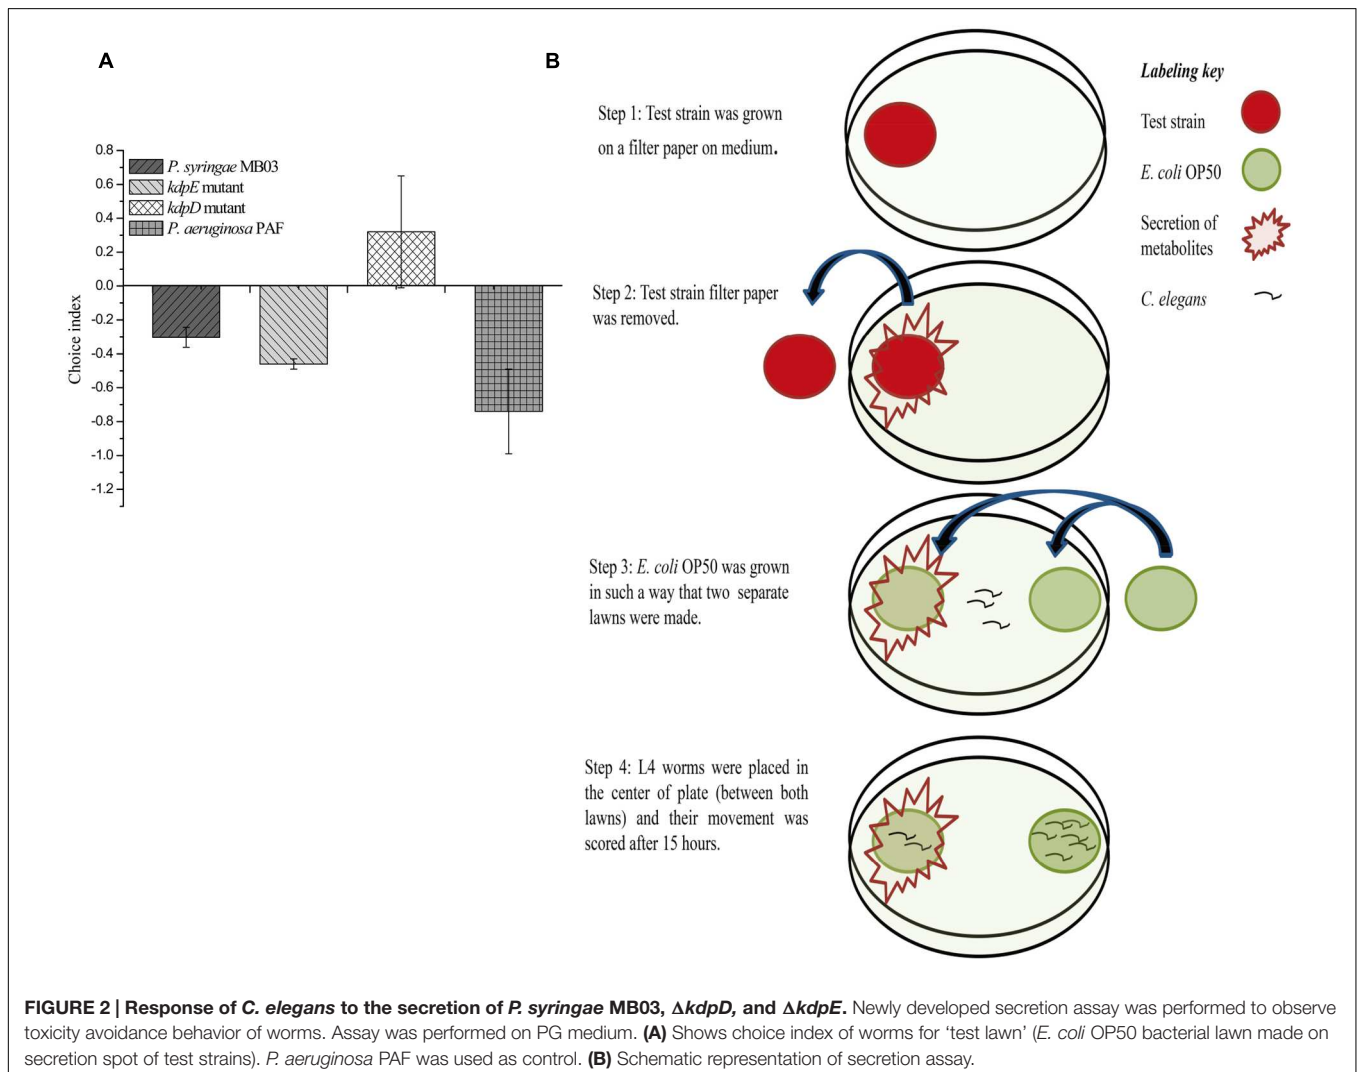 A
0.8
0.6
0.4
0.2
0.0
-0.2
-0.4
-0.6
-0.8
-1.0
-1.2
Choice index
P. syringae MB03
kdpE mutant
kdpD mutant
P. aeruginosa PAF
B
Step 1: Test strain was grown
on a filter paper on medium.
Step 2: Test strain filter paper
was removed.
Step 3: E. coli OP50 was grown
in such a way that two separate
lawns were made.
Step 4: L4 worms were placed in
the center of plate (between both
lawns) and their movement was
scored after 15 hours.
Labeling key
Test strain
E. coli OP50
Secretion of
metabolites
C. elegans
FIGURE 2 | Response of C. elegans to the secretion of P. syringae MB03, ΔkdpD, and ΔkdpE. Newly developed secretion assay was performed to observe
toxicity avoidance behavior of worms. Assay was performed on PG medium. (A) Shows choice index of worms for ‘test lawn’ (E. coli OP50 bacterial lawn made on
secretion spot of test strains). P. aeruginosa PAF was used as control. (B) Schematic representation of secretion assay.